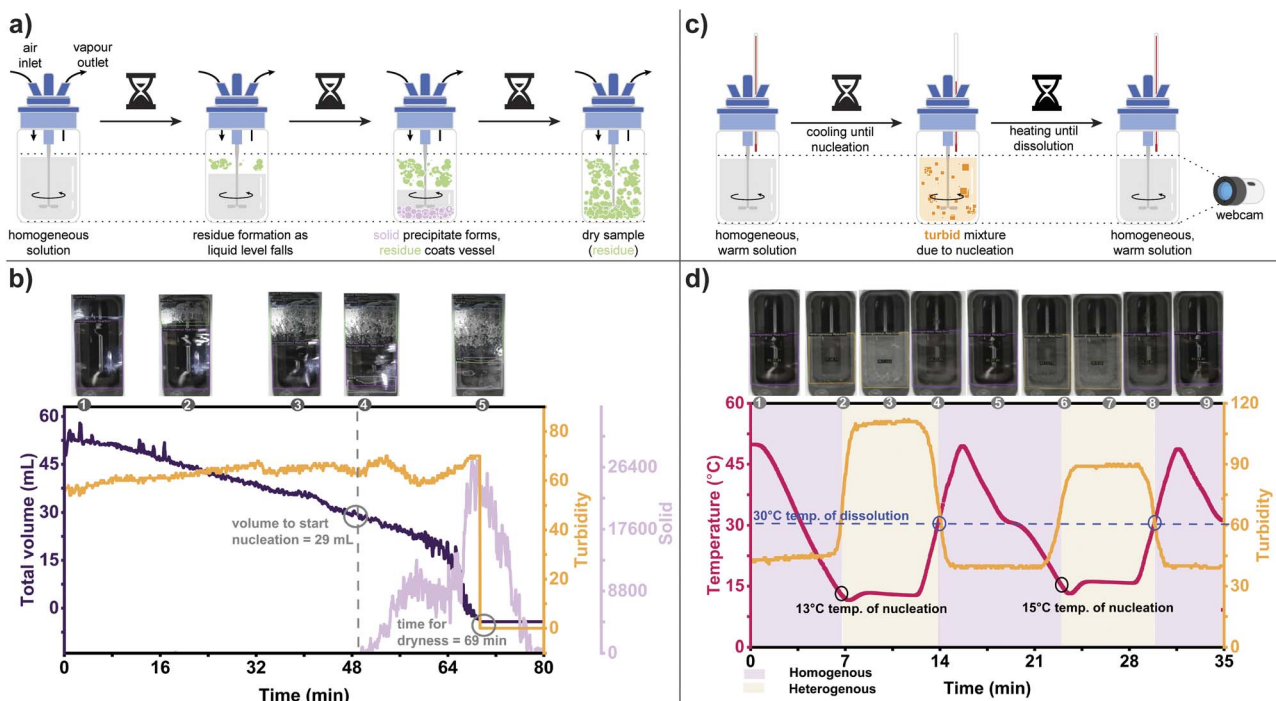 a)
air
inlet
vapour
outlet
homogeneous
solution
residue formation as
liquid level falls
solid precipitate forms,
residue coats vessel
dry sample
(residue)
c)
cooling until
nucleation
heating until
dissolution
webcam
homogeneous,
warm solution
turbid mixture
due to nucleation
homogeneous,
warm solution
b)
1
2
3
4
5
60
45
30
15
0
Total volume (mL)
volume to start
nucleation = 29 mL
time for
dryness = 69 min
80
60
40
20
0
Turbidity
26400
17600
8800
0
Solid
0
16
32
48
64
80
Time (min)
d)
1
2
3
4
5
6
7
8
9
60
45
30
15
0
Temperature (°C)
30°C temp. of dissolution
13°C temp. of nucleation
15°C temp. of nucleation
120
90
60
30
0
Turbidity
0
7
14
21
28
35
Time (min)
Homogenous
Heterogenous